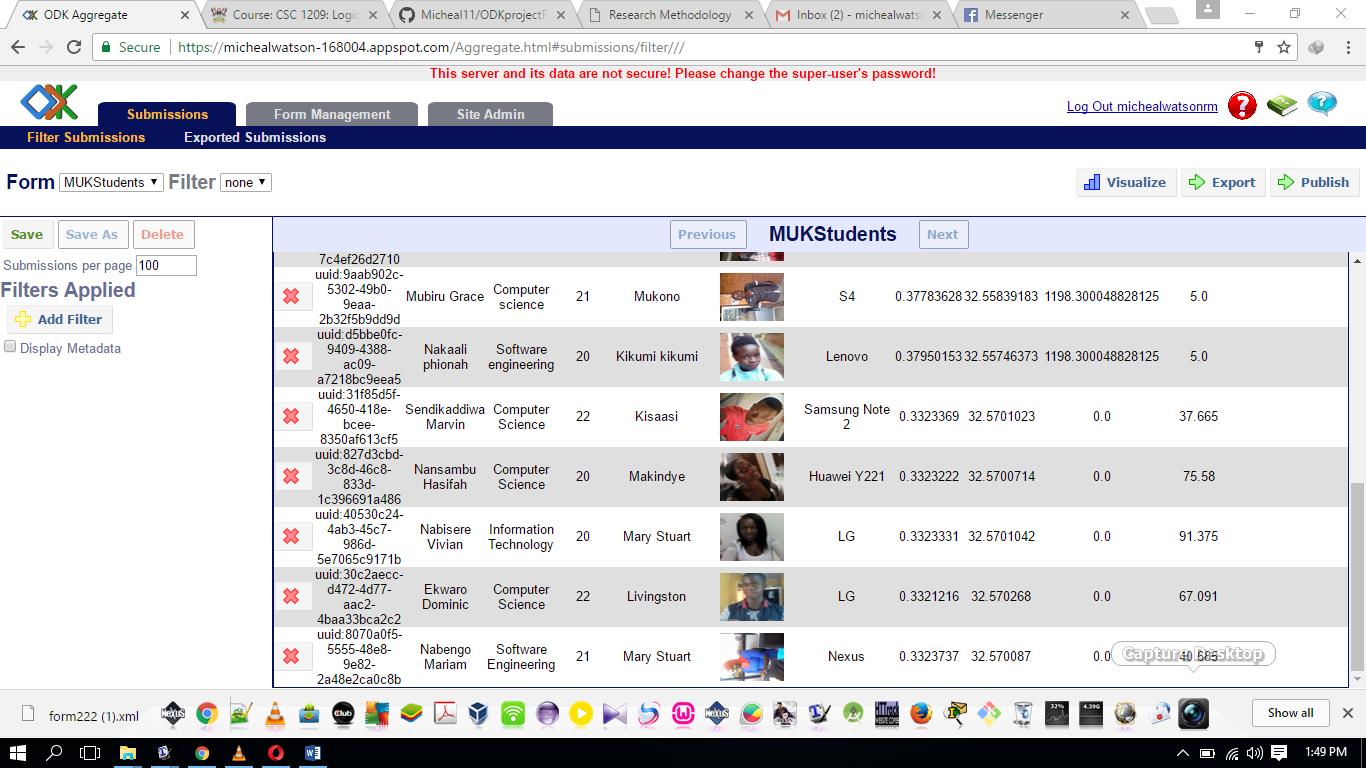 ODK Aggregate
Course: CSC 1209: Logic
Micheal11/ODKprojectR
Research Methodology
Inbox (2) - michealwatso
Messenger
Secure https://michealwatson-168004.appspot.com/Aggregate.html#submissions/filter///
This server and its data are not secure! Please change the super-user's password!
Submissions Form Management Site Admin Log Out michealwatsonrm
Filter Submissions Exported Submissions
Form MUKStudents Filter none Visualize Export Publish
Save Save As Delete Previous MUKStudents Next
Submissions per page 100
Filters Applied
Add Filter
Display Metadata
7c4ef26d2710
uuid:9aab902c-
5302-49b0-
9eaa-
2b32f5b9dd9d
Mubiru Grace
Computer
science
21 Mukono S4 0.37783628 32.55839183 1198.300048828125 5.0
uuid:d5bbe0fc-
9409-4388-
ac09-
a7218bc9eea5
Nakaali
phionah
Software
engineering
20 Kikumi kikumi Lenovo 0.37950153 32.55746373 1198.300048828125 5.0
uuid:31f85d5f-
4650-418e-
bcee-
8350af613cf5
Sendikaddiwa
Marvin
Computer
Science
22 Kisaasi
Samsung Note
2
0.3323369 32.5701023 0.0 37.665
uuid:827d3cbd-
3c8d-46c8-
833d-
1c396691a486
Nansambu
Hasifah
Computer
Science
20 Makindye Huawei Y221 0.3323222 32.5700714 0.0 75.58
uuid:40530c24-
4ab3-45c7-
986d-
5e7065c9171b
Nabisere
Vivian
Information
Technology
20 Mary Stuart LG 0.3323331 32.5701042 0.0 91.375
uuid:30c2aecc-
d472-4d77-
aac2-
4baa33bca2c2
Ekwaro
Dominic
Computer
Science
22 Livingston LG 0.3321216 32.570268 0.0 67.091
uuid:8070a0f5-
5555-48e8-
9e82-
2a48e2ca0c8b
Nabengo
Mariam
Software
Engineering
21 Mary Stuart Nexus 0.3323737 32.570087 0.0 40.685
Capture Desktop
form222 (1).xml
Show all
1:49 PM